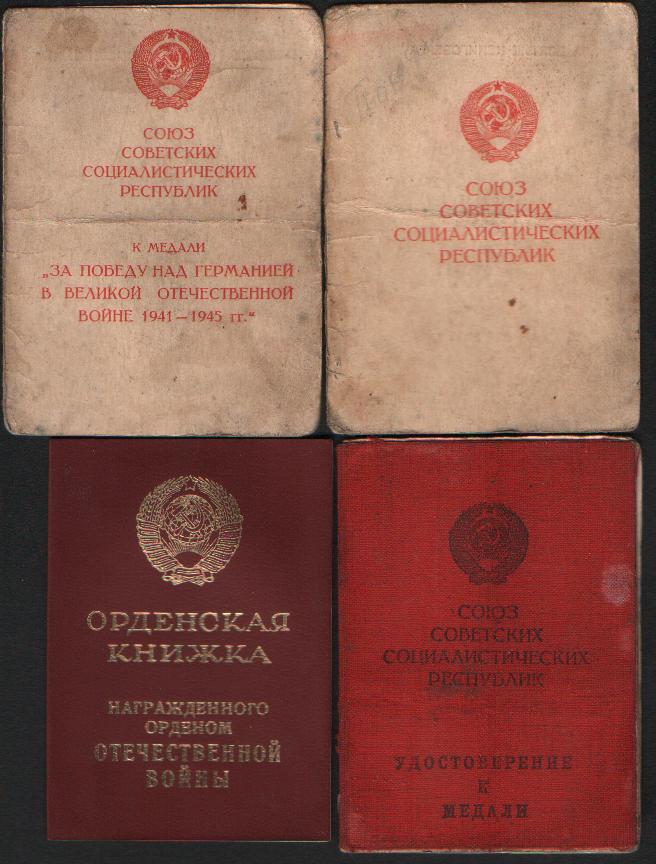 СОЮЗ
СОВЕТСКИХ
СОЦИАЛИСТИЧЕСКИХ
РЕСПУБЛИК
К МЕДАЛИ
„ЗА ПОБЕДУ НАД ГЕРМАНИЕЙ
В ВЕЛИКОЙ ОТЕЧЕСТВЕННОЙ
ВОЙНЕ 1941—1945 гг.“
СОЮЗ
СОВЕТСКИХ
СОЦИАЛИСТИЧЕСКИХ
РЕСПУБЛИК
ОРДЕНСКАЯ
КНИЖКА
НАГРАЖДЕННОГО
ОРДЕНОМ
ОТЕЧЕСТВЕННОЙ
ВОЙНЫ
СОЮЗ
СОВЕТСКИХ
СОЦИАЛИСТИЧЕСКИХ
РЕСПУБЛИК
УДОСТОВЕРЕНИЕ
К
МЕДАЛИ